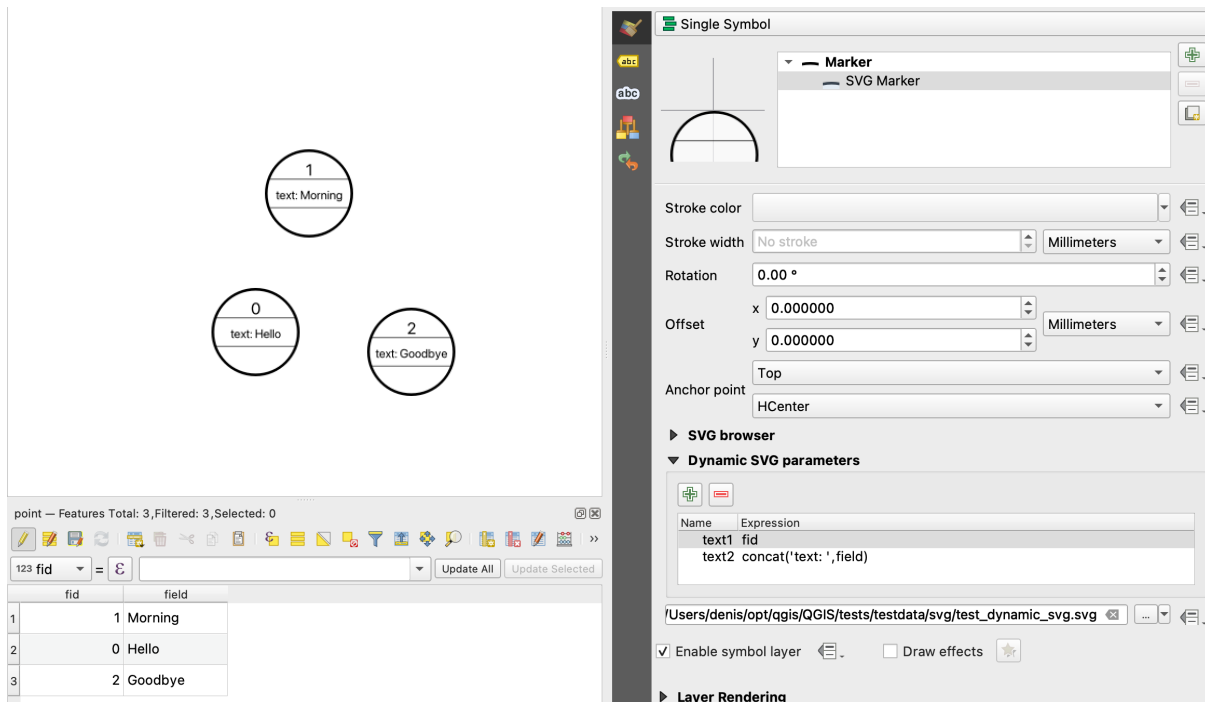 1
text: Morning
0
text: Hello
2
text: Goodbye
point — Features Total: 3,Filtered: 3,Selected: 0
123 fid = ε Update All Update Selected
fid field
1 1 Morning
2 0 Hello
3 2 Goodbye
abc
abc
Single Symbol
Marker
SVG Marker
Stroke color
Stroke width No stroke Millimeters
Rotation 0.00 °
Offset x 0.000000 Millimeters
y 0.000000
Anchor point Top
HCenter
SVG browser
Dynamic SVG parameters
Name Expression
text1 fid
text2 concat('text: ',field)
/Users/denis/opt/qgis/QGIS/tests/testdata/svg/test_dynamic_svg.svg ...
Enable symbol layer Draw effects
Layer Rendering